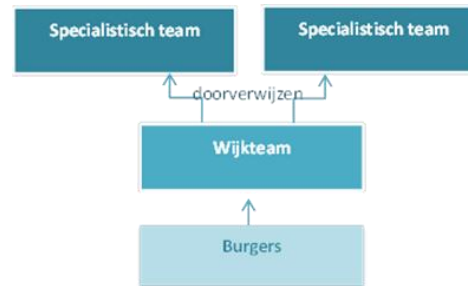 Specialistisch team
Specialistisch team
doorverwijzen
Wijkteam
Burgers